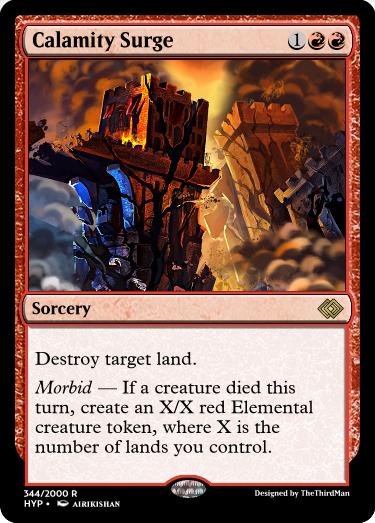 Calamity Surge 1
Sorcery
Destroy target land.
Morbid — If a creature died this
turn, create an X/X red Elemental
creature token, where X is the
number of lands you control.
344/2000 R
Designed by TheThirdMan
HYP • AIRIKISHAN